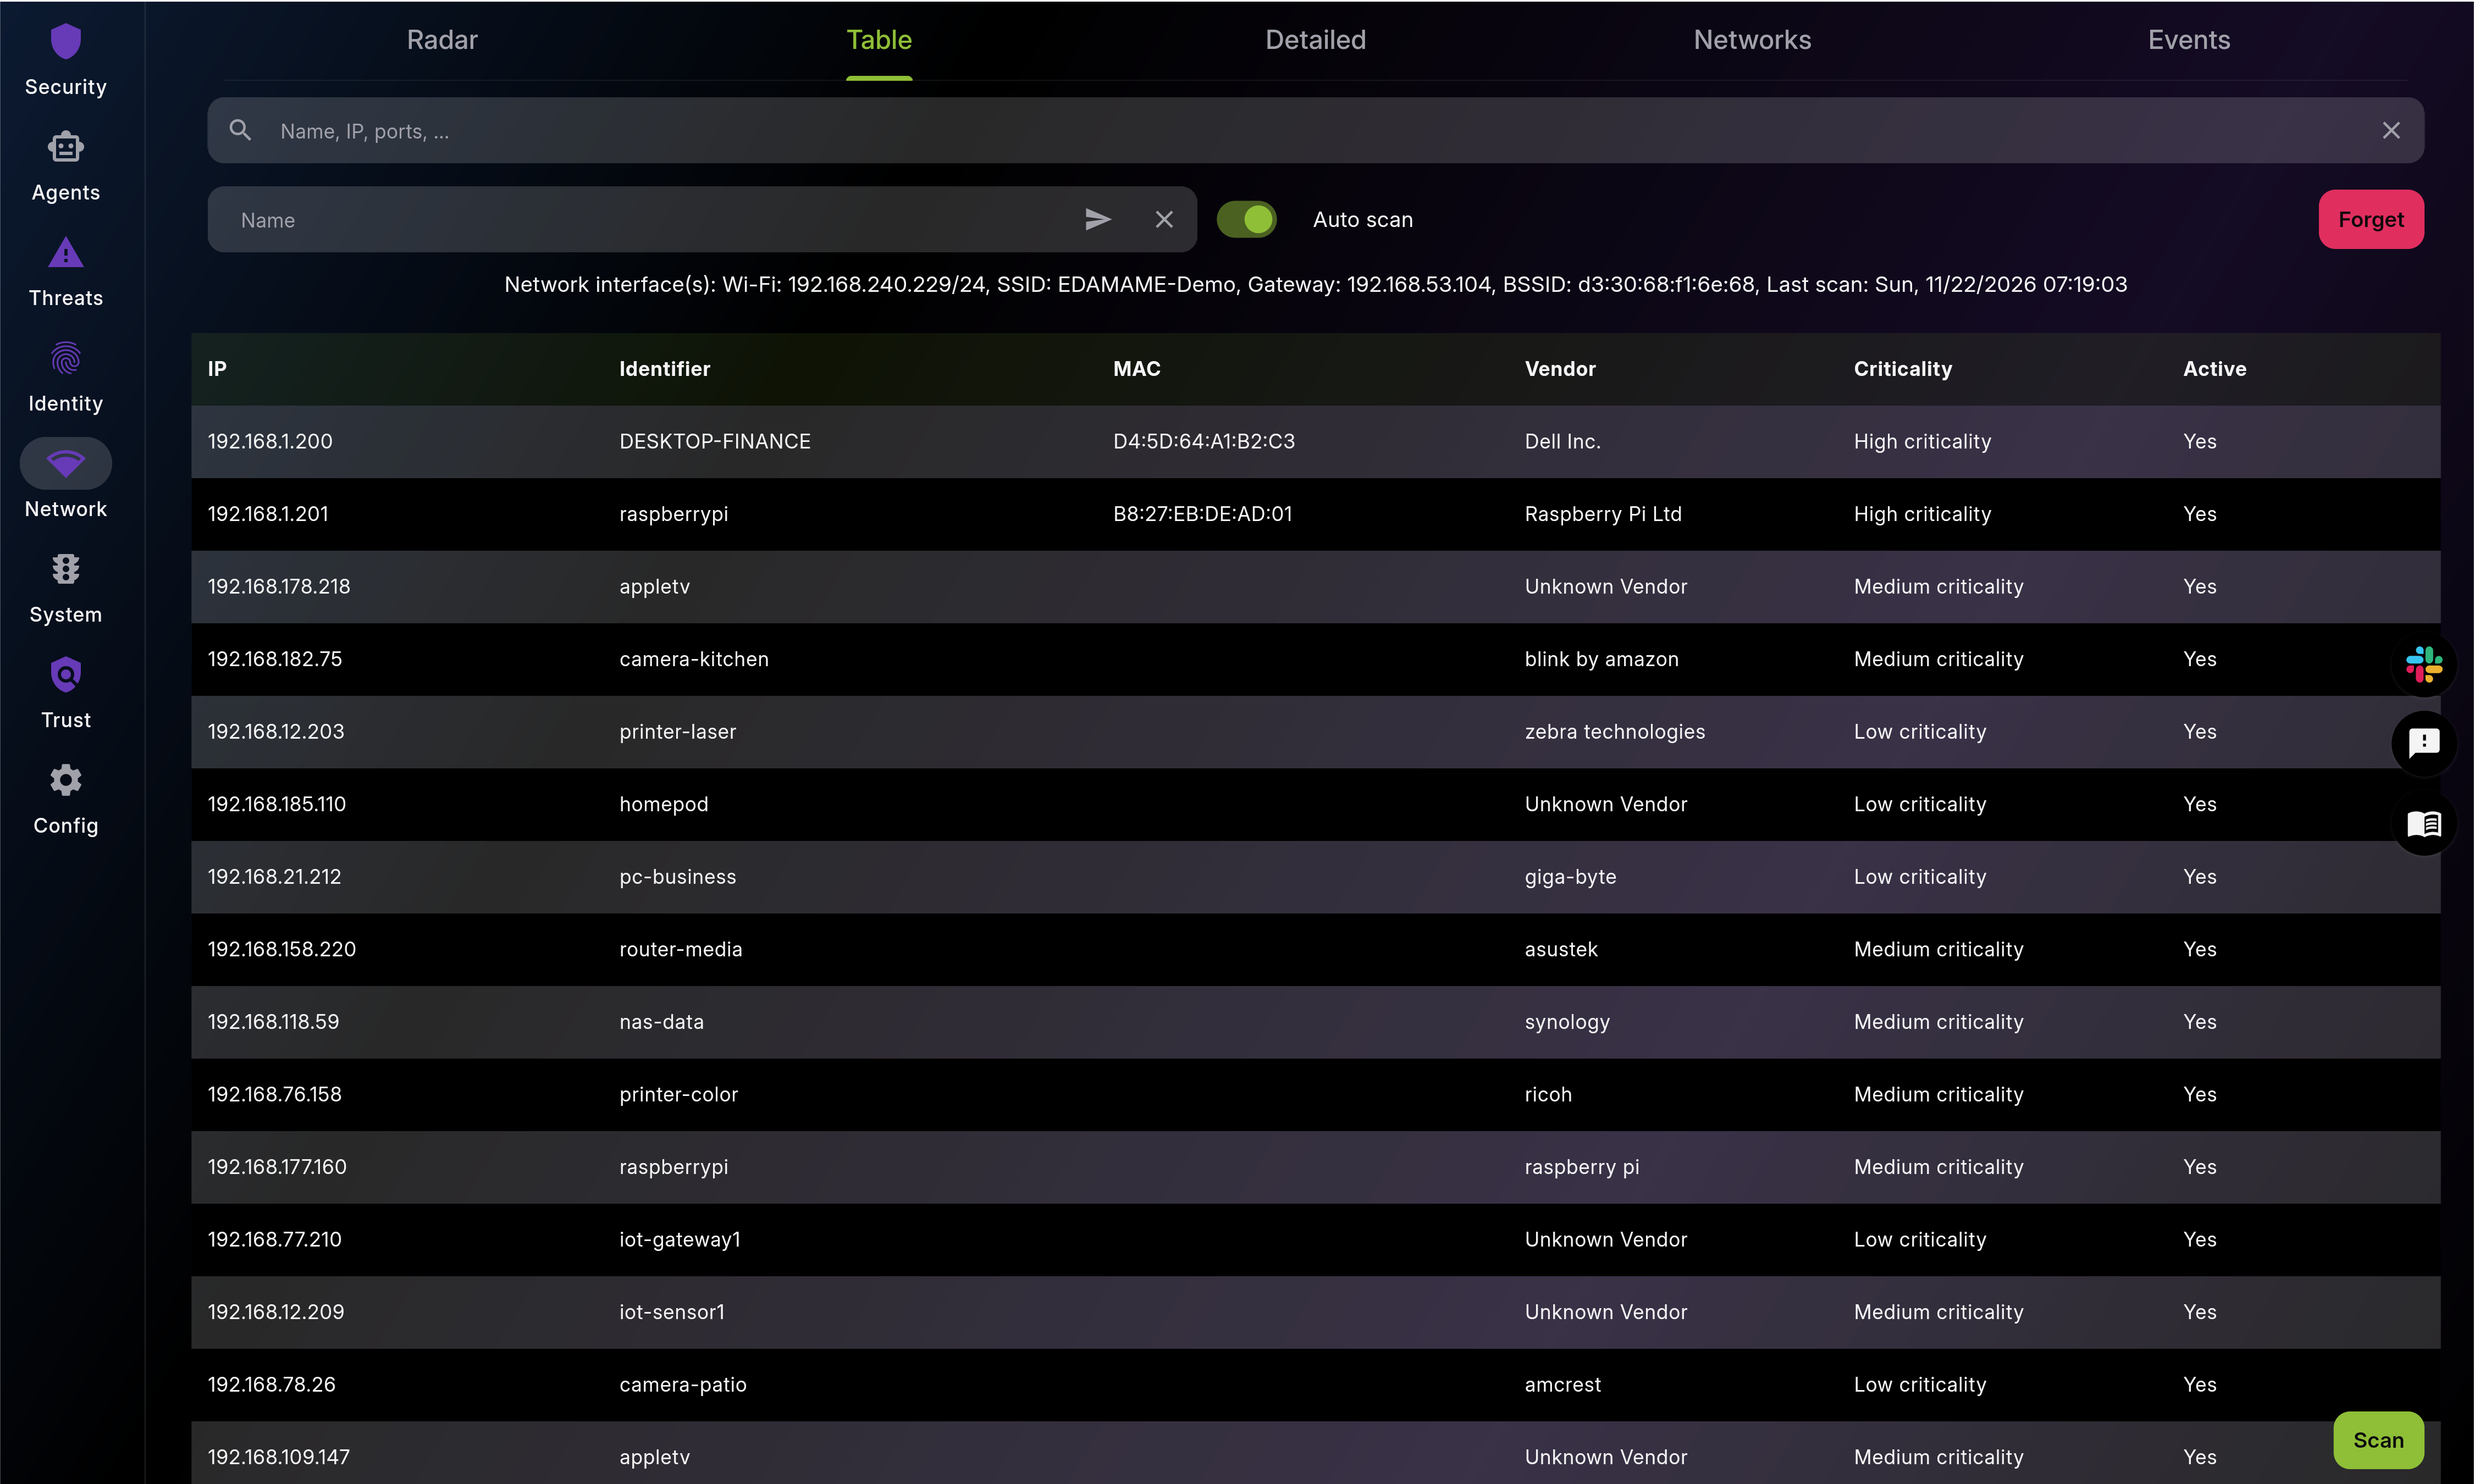 Radar Table Detailed Networks Events
Security
Agents
Threats
Identity
Network
System
Trust
Config
Name, IP, ports, ...
Name Auto scan Forget
Network interface(s): Wi-Fi: 192.168.240.229/24, SSID: EDAMAME-Demo, Gateway: 192.168.53.104, BSSID: d3:30:68:f1:6e:68, Last scan: Sun, 11/22/2026 07:19:03
IP Identifier MAC Vendor Criticality Active
192.168.1.200 DESKTOP-FINANCE D4:5D:64:A1:B2:C3 Dell Inc. High criticality Yes
192.168.1.201 raspberrypi B8:27:EB:DE:AD:01 Raspberry Pi Ltd High criticality Yes
192.168.178.218 appletv Unknown Vendor Medium criticality Yes
192.168.182.75 camera-kitchen blink by amazon Medium criticality Yes
192.168.12.203 printer-laser zebra technologies Low criticality Yes
192.168.185.110 homepod Unknown Vendor Low criticality Yes
192.168.21.212 pc-business giga-byte Low criticality Yes
192.168.158.220 router-media asustek Medium criticality Yes
192.168.118.59 nas-data synology Medium criticality Yes
192.168.76.158 printer-color ricoh Medium criticality Yes
192.168.177.160 raspberrypi raspberry pi Medium criticality Yes
192.168.77.210 iot-gateway1 Unknown Vendor Low criticality Yes
192.168.12.209 iot-sensor1 Unknown Vendor Medium criticality Yes
192.168.78.26 camera-patio amcrest Low criticality Yes
192.168.109.147 appletv Unknown Vendor Medium criticality Yes
Scan